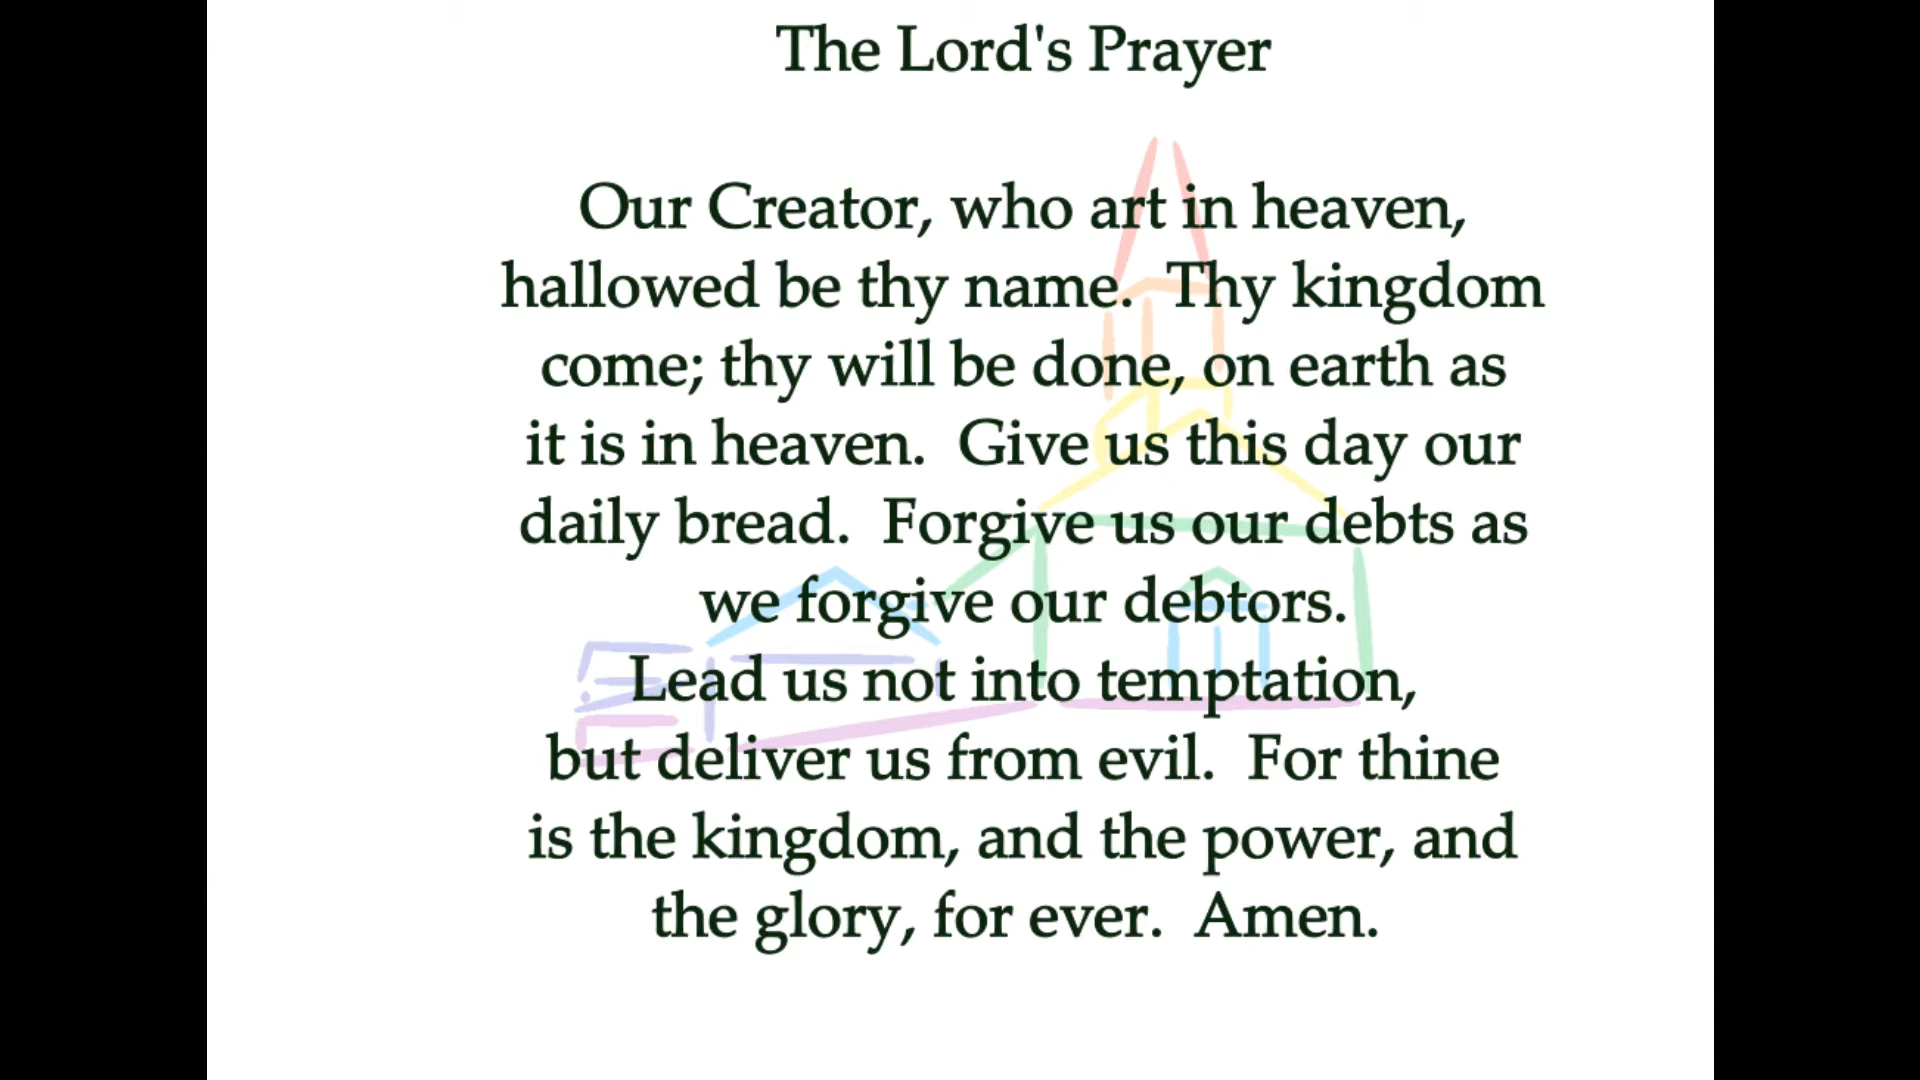 The Lord's Prayer
Our Creator, who art in heaven,
hallowed be thy name.  Thy kingdom
come; thy will be done, on earth as
it is in heaven.  Give us this day our
daily bread.  Forgive us our debts as
we forgive our debtors.
Lead us not into temptation,
but deliver us from evil.  For thine
is the kingdom, and the power, and
the glory, for ever.  Amen.